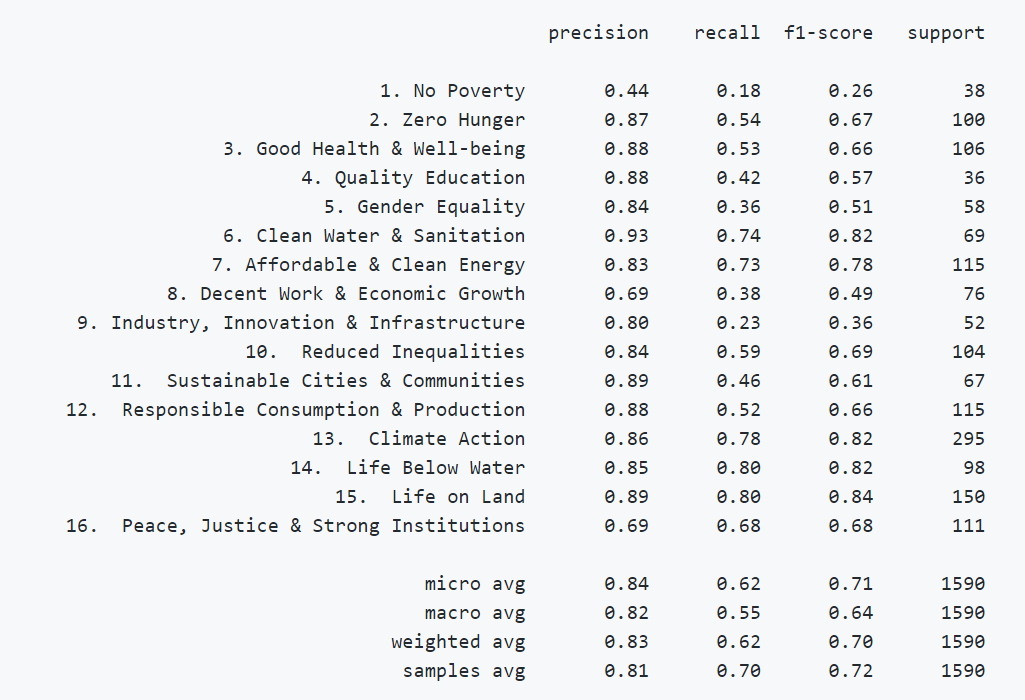 precision recall f1-score support
1. No Poverty 0.44 0.18 0.26 38
2. Zero Hunger 0.87 0.54 0.67 100
3. Good Health & Well-being 0.88 0.53 0.66 106
4. Quality Education 0.88 0.42 0.57 36
5. Gender Equality 0.84 0.36 0.51 58
6. Clean Water & Sanitation 0.93 0.74 0.82 69
7. Affordable & Clean Energy 0.83 0.73 0.78 115
8. Decent Work & Economic Growth 0.69 0.38 0.49 76
9. Industry, Innovation & Infrastructure 0.80 0.23 0.36 52
10. Reduced Inequalities 0.84 0.59 0.69 104
11. Sustainable Cities & Communities 0.89 0.46 0.61 67
12. Responsible Consumption & Production 0.88 0.52 0.66 115
13. Climate Action 0.86 0.78 0.82 295
14. Life Below Water 0.85 0.80 0.82 98
15. Life on Land 0.89 0.80 0.84 150
16. Peace, Justice & Strong Institutions 0.69 0.68 0.68 111
micro avg 0.84 0.62 0.71 1590
macro avg 0.82 0.55 0.64 1590
weighted avg 0.83 0.62 0.70 1590
samples avg 0.81 0.70 0.72 1590